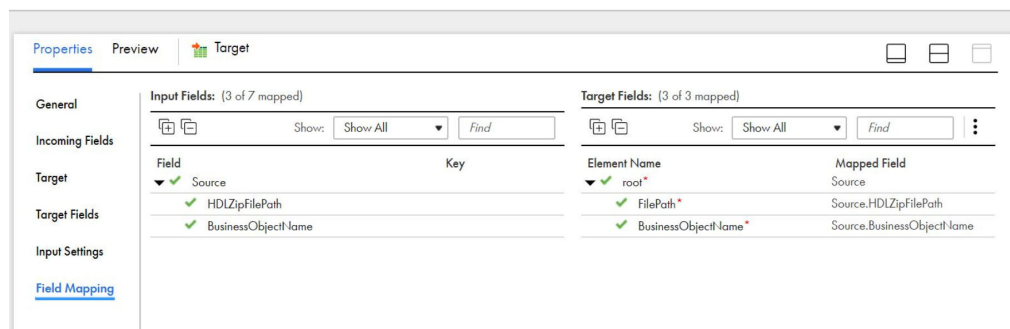 Properties Preview Target
General
Incoming Fields
Target
Target Fields
Input Settings
Field Mapping
Input Fields: (3 of 7 mapped)
Show: Show All Find
Field Key
Source
HDLZipFilePath
BusinessObjectName
Target Fields: (3 of 3 mapped)
Show: Show All Find
Element Name Mapped Field
root* Source
FilePath* Source.HDLZipFilePath
BusinessObjectName* Source.BusinessObjectName